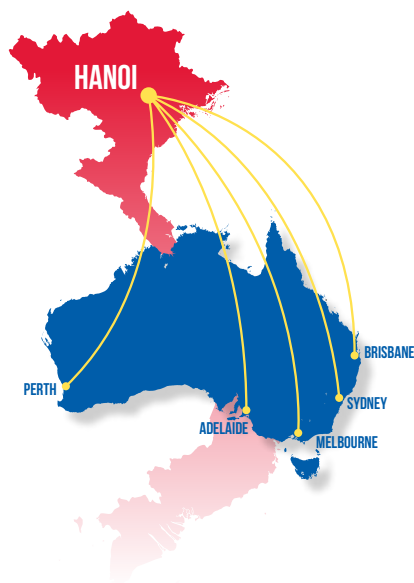 HANOI
BRISBANE
PERTH
SYDNEY
ADELAIDE
MELBOURNE